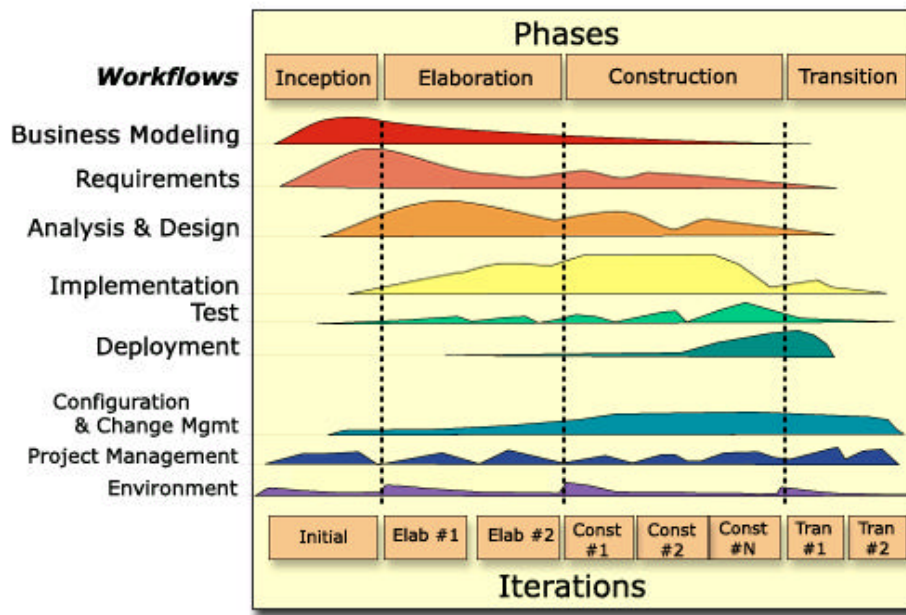 Phases
Workflows
Inception
Elaboration
Construction
Transition
Business Modeling
Requirements
Analysis & Design
Implementation
Test
Deployment
Configuration
& Change Mgmt
Project Management
Environment
Initial
Elab #1
Elab #2
Const
#1
Const
#2
Const
#N
Tran
#1
Tran
#2
Iterations